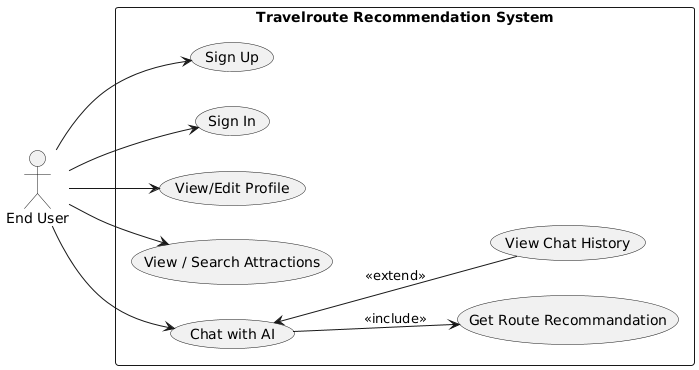 Travelroute Recommendation System
Sign Up
Sign In
View/Edit Profile
End User
View / Search Attractions
View Chat History
«extend»
«include»
Chat with AI
Get Route Recommandation